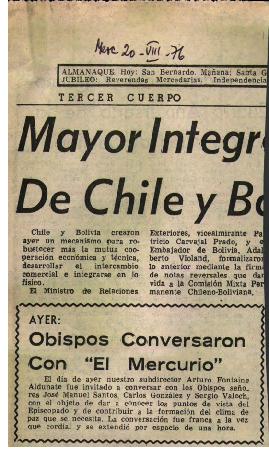 Merc 20-VIII-76
ALMANAQUE. Hoy: San Bernardo. Mañana: Santa G
JUBILEO: Reverendas Mercedarias, Independencia
TERCER CUERPO
Mayor Integr
De Chile y Bo
Chile y Bolivia crearon
ayer un mecanismo para ro-
bustecer más la mutua coo-
peración económica y técnica,
desarrollar el intercambio
comercial e integrarse en lo
físico.
El Ministro de Relaciones
Exteriores, vicealmirante Pa-
tricio Carvajal Prado, y e
Embajador de Bolivia, Adal
berto Violand, formalizaron
lo anterior mediante la firma
de notas reversales que dan
vida a la Comisión Mixta Per
manente Chileno-Boliviana.
AYER:
Obispos Conversaron
Con "El Mercurio"
El día de ayer nuestro subdirector Arturo Fontaine
Aldunate fue invitado a conversar con los Obispos seño-
res José Manuel Santos, Carlos González y Sergio Valech,
con el objeto de dar a conocer los puntos de vista del
Episcopado y de contribuir a la formación del clima de
paz que se necesita. La conversación fue franca a la vez
que cordial y se extendió por espacio de una hora.